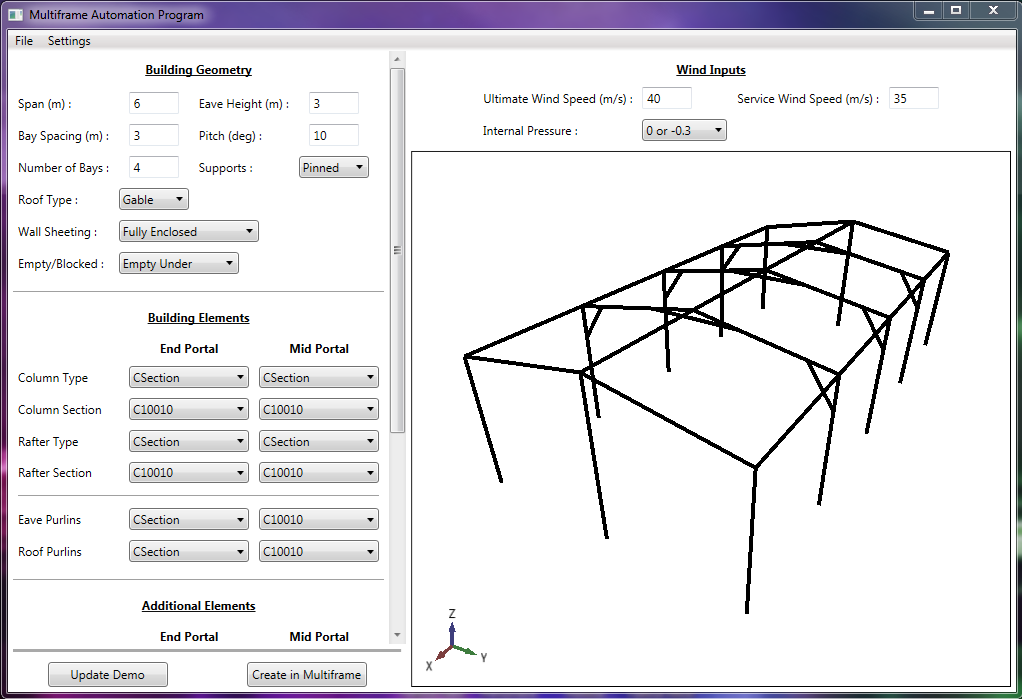 Multiframe Automation Program
File Settings
Building Geometry
Span (m) : 6 Eave Height (m) : 3
Bay Spacing (m) : 3 Pitch (deg) : 10
Number of Bays : 4 Supports : Pinned
Roof Type : Gable
Wall Sheeting : Fully Enclosed
Empty/Blocked : Empty Under
Building Elements
End Portal Mid Portal
Column Type CSection CSection
Column Section C10010 C10010
Rafter Type CSection CSection
Rafter Section C10010 C10010
Eave Purlins CSection C10010
Roof Purlins CSection C10010
Additional Elements
End Portal Mid Portal
Update Demo Create in Multiframe
Wind Inputs
Ultimate Wind Speed (m/s) : 40 Service Wind Speed (m/s) : 35
Internal Pressure : 0 or -0.3
Z
X Y